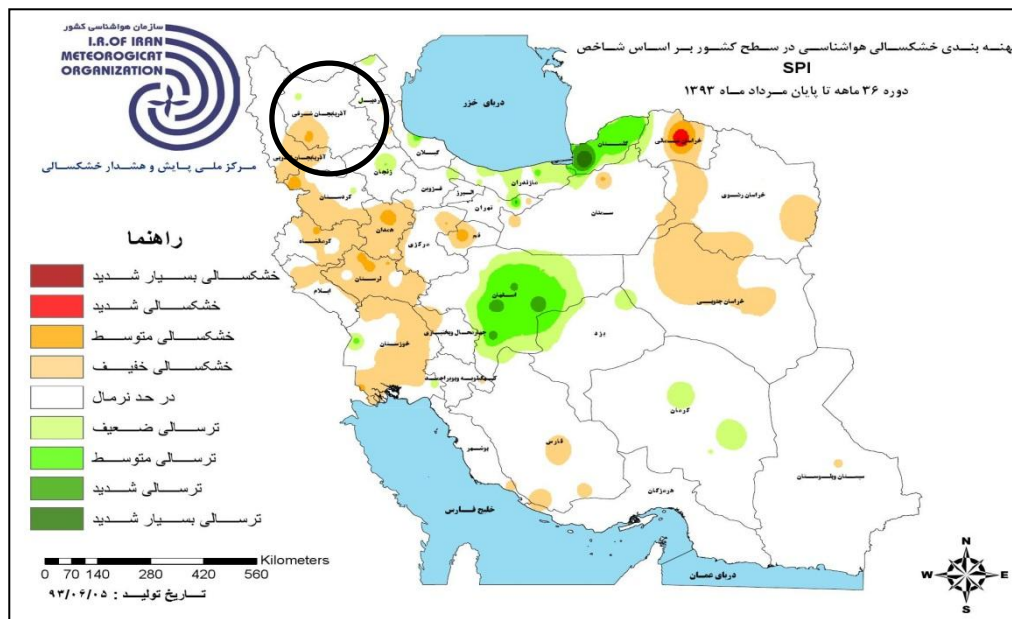 سازمان هواشناسی کشور
I.R.OF IRAN
METEOROGICAT
ORGANIZATION
مرکز ملی پایش و هشدار خشکسالی
پهنه بندی خشکسالی هواشناسی در سطح کشور بر اساس شاخص
SPI
دوره ۳۶ ماهه تا پایان مرداد ماه ۱۳۹۳
دریای خزر
اردبیل
آذربایجان شرقی
آذربایجان غربی
گیلان
زنجان
کردستان
قزوین
البرز
تهران
مازندران
گلستان
خراسان شمالی
خراسان رضوی
سمنان
همدان
کرمانشاه
مرکزی
قم
لرستان
ایلام
اصفهان
خراسان جنوبی
یزد
خوزستان
چهارمحال وبختیاری
کهگیلویه وبویراحمد
کرمان
فارس
بوشهر
هرمزگان
سیستان وبلوچستان
خلیج فارس
دریای عمان
راهنما
خشکسالی بسیار شدید
خشکسالی شدید
خشکسالی متوسط
خشکسالی خفیف
در حد نرمال
ترسالی ضعیف
ترسالی متوسط
ترسالی شدید
ترسالی بسیار شدید
Kilometers
0 70 140 280 420 560
تاریخ تولید : ۹۳/۰۶/۰۵
N
W E
S